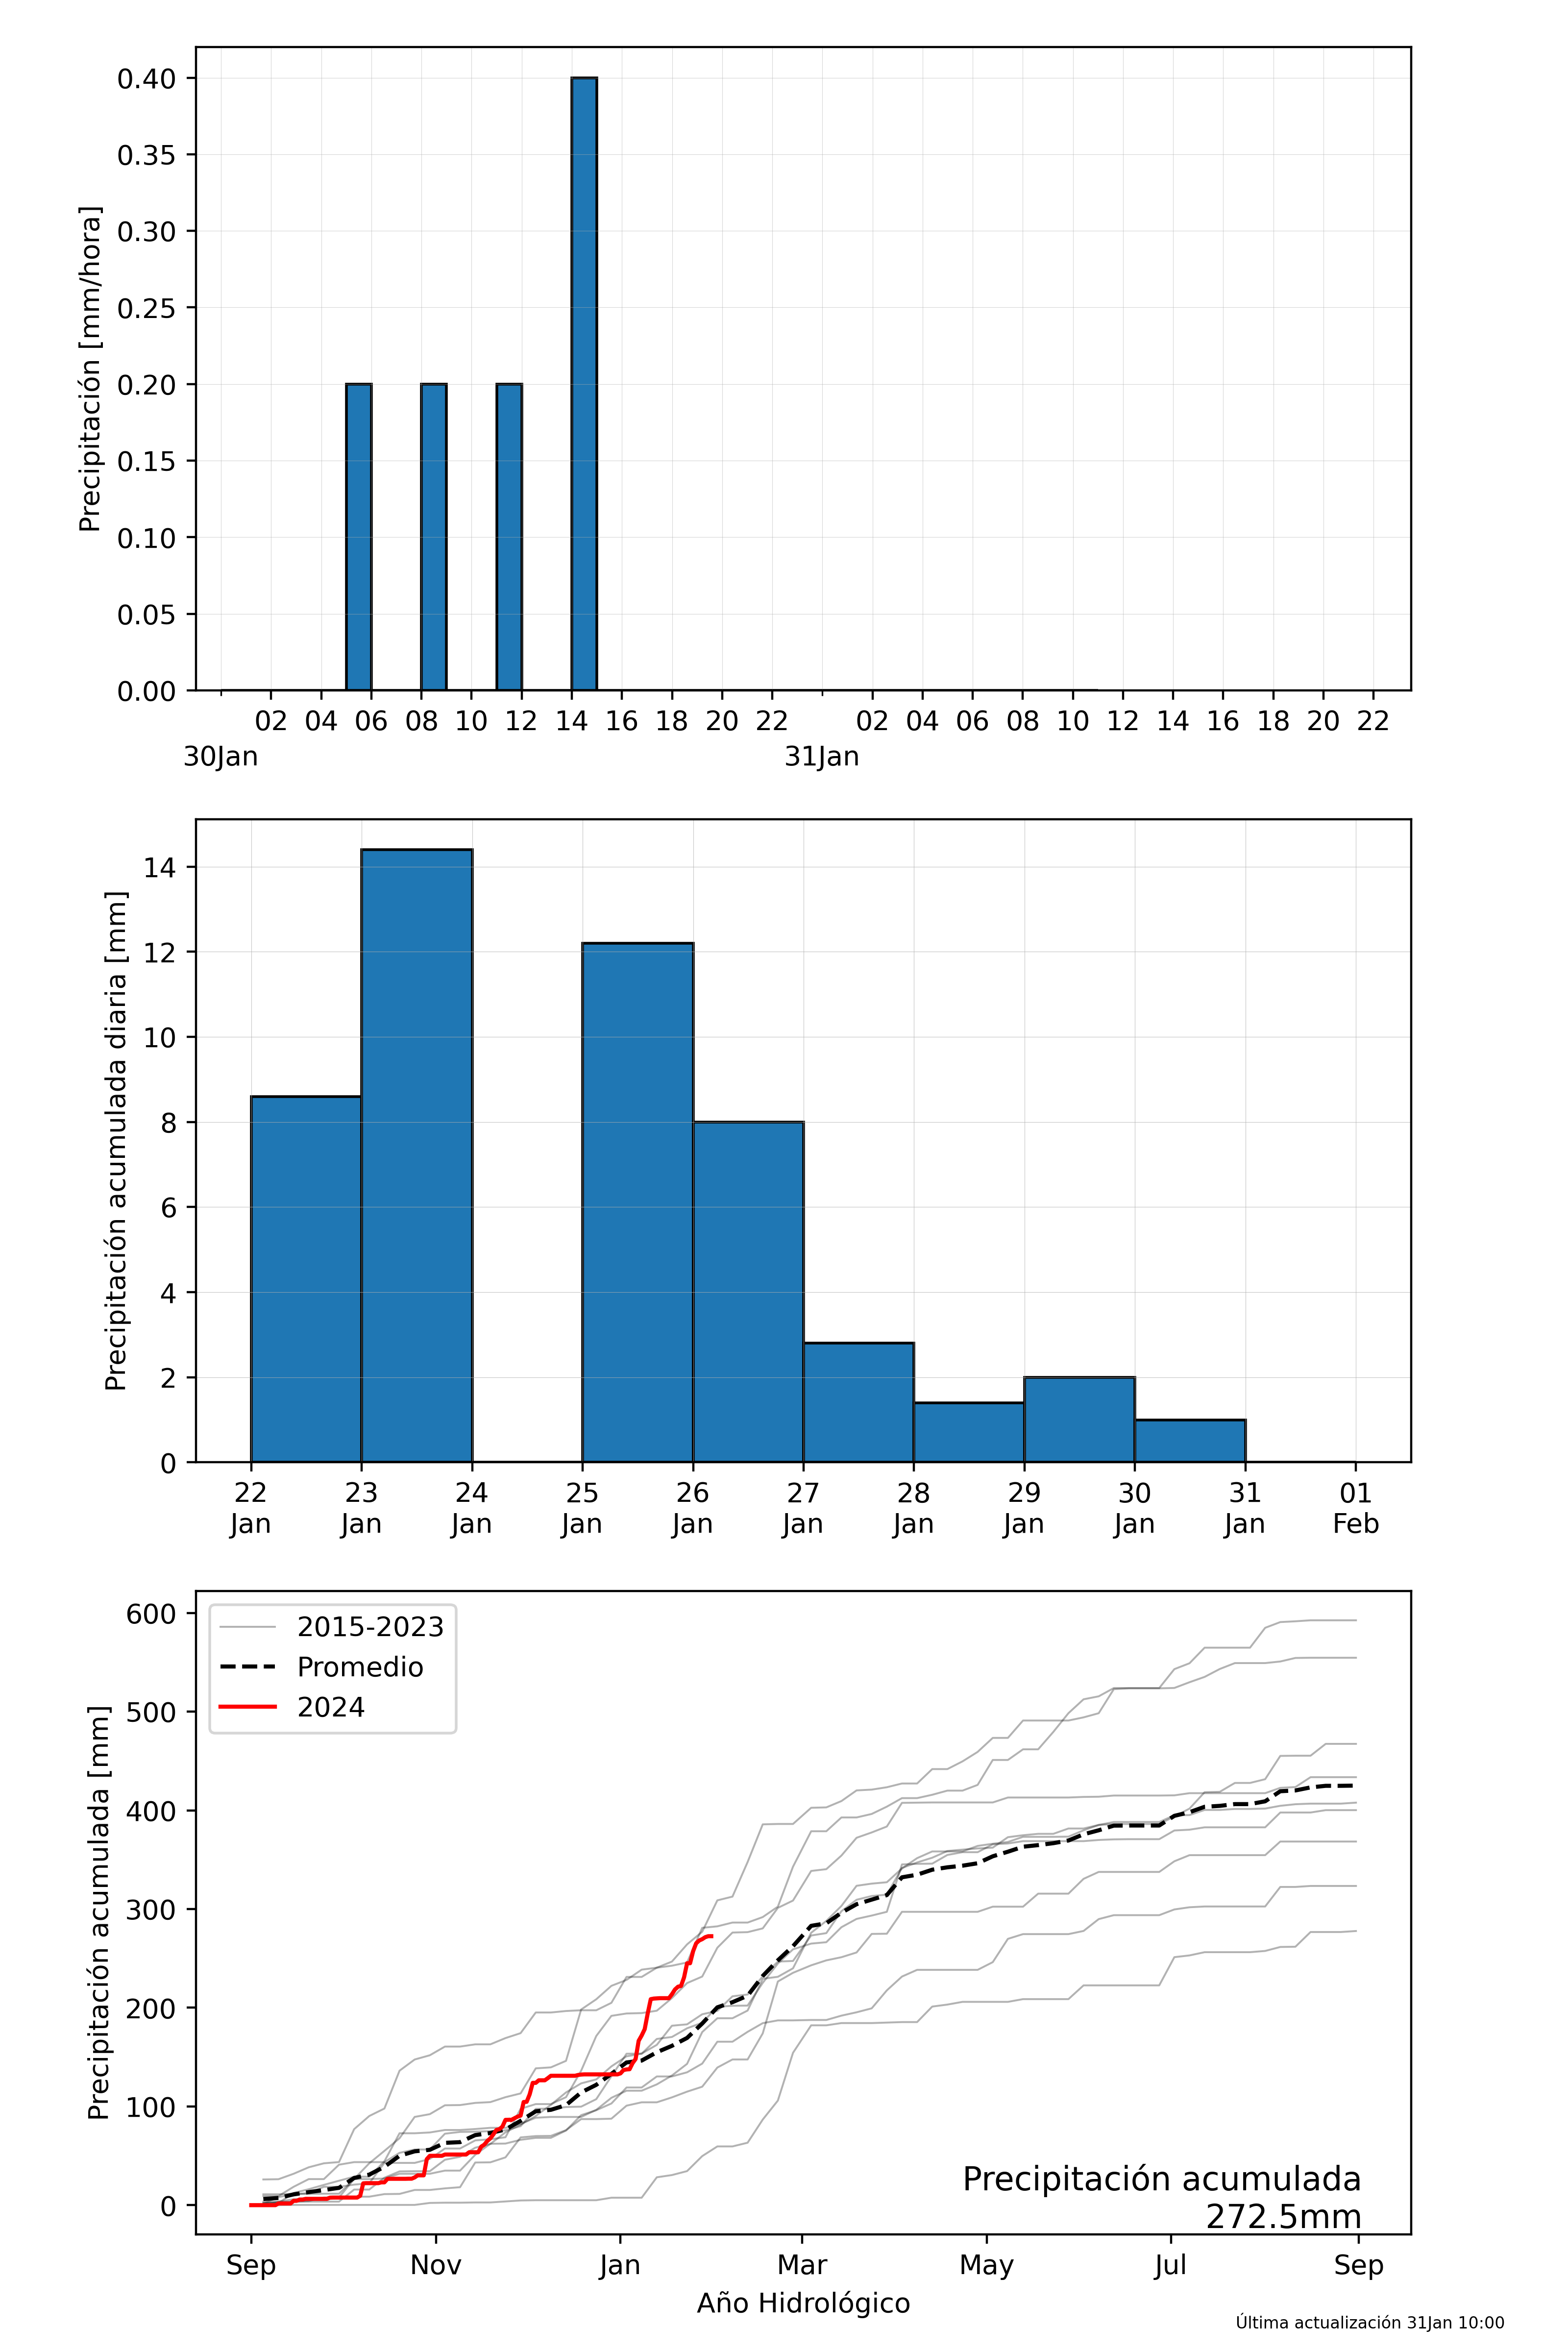 Precipitación [mm/hora]
0.40
0.35
0.30
0.25
0.20
0.15
0.10
0.05
0.00
02 04 06 08 10 12 14 16 18 20 22 02 04 06 08 10 12 14 16 18 20 22
30Jan 31Jan
Precipitación acumulada diaria [mm]
14
12
10
8
6
4
2
0
22 23 24 25 26 27 28 29 30 31 01
Jan Jan Jan Jan Jan Jan Jan Jan Jan Jan Feb
Precipitación acumulada [mm]
600
500
400
300
200
100
0
2015-2023
Promedio
2024
Precipitación acumulada
272.5mm
Sep Nov Jan Mar May Jul Sep
Año Hidrológico
Última actualización 31Jan 10:00